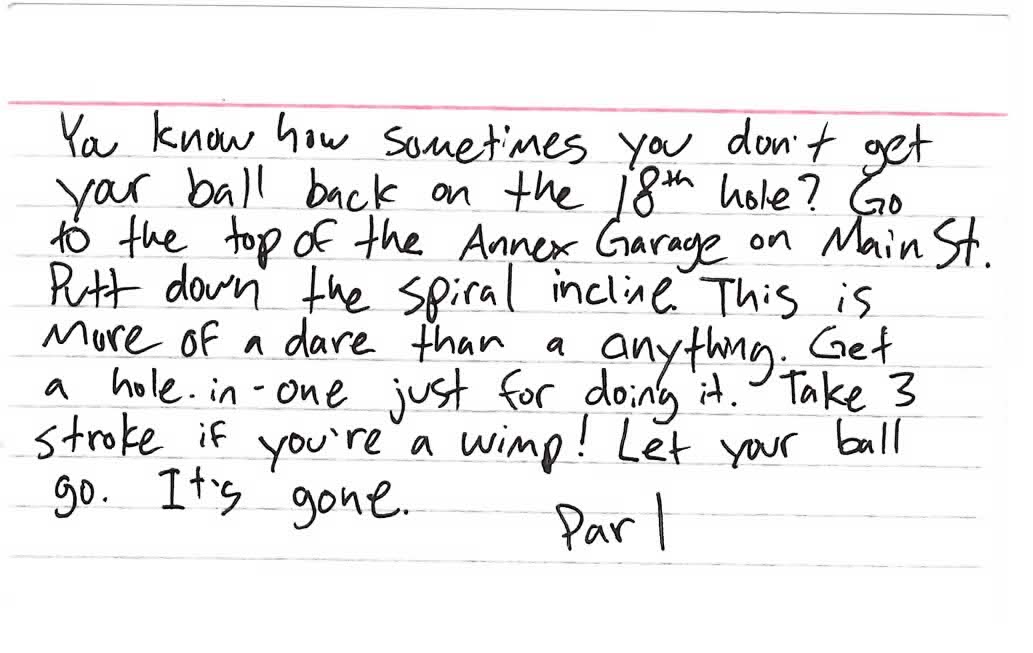 You know how sometimes you don't get
your ball back on the 18th hole? Go
to the top of the Annex Garage on Main St.
Putt down the spiral incline. This is
more of a dare than a anything. Get
a hole-in-one just for doing it. Take 3
stroke if you're a wimp! Let your ball
go. It's gone.
Par 1